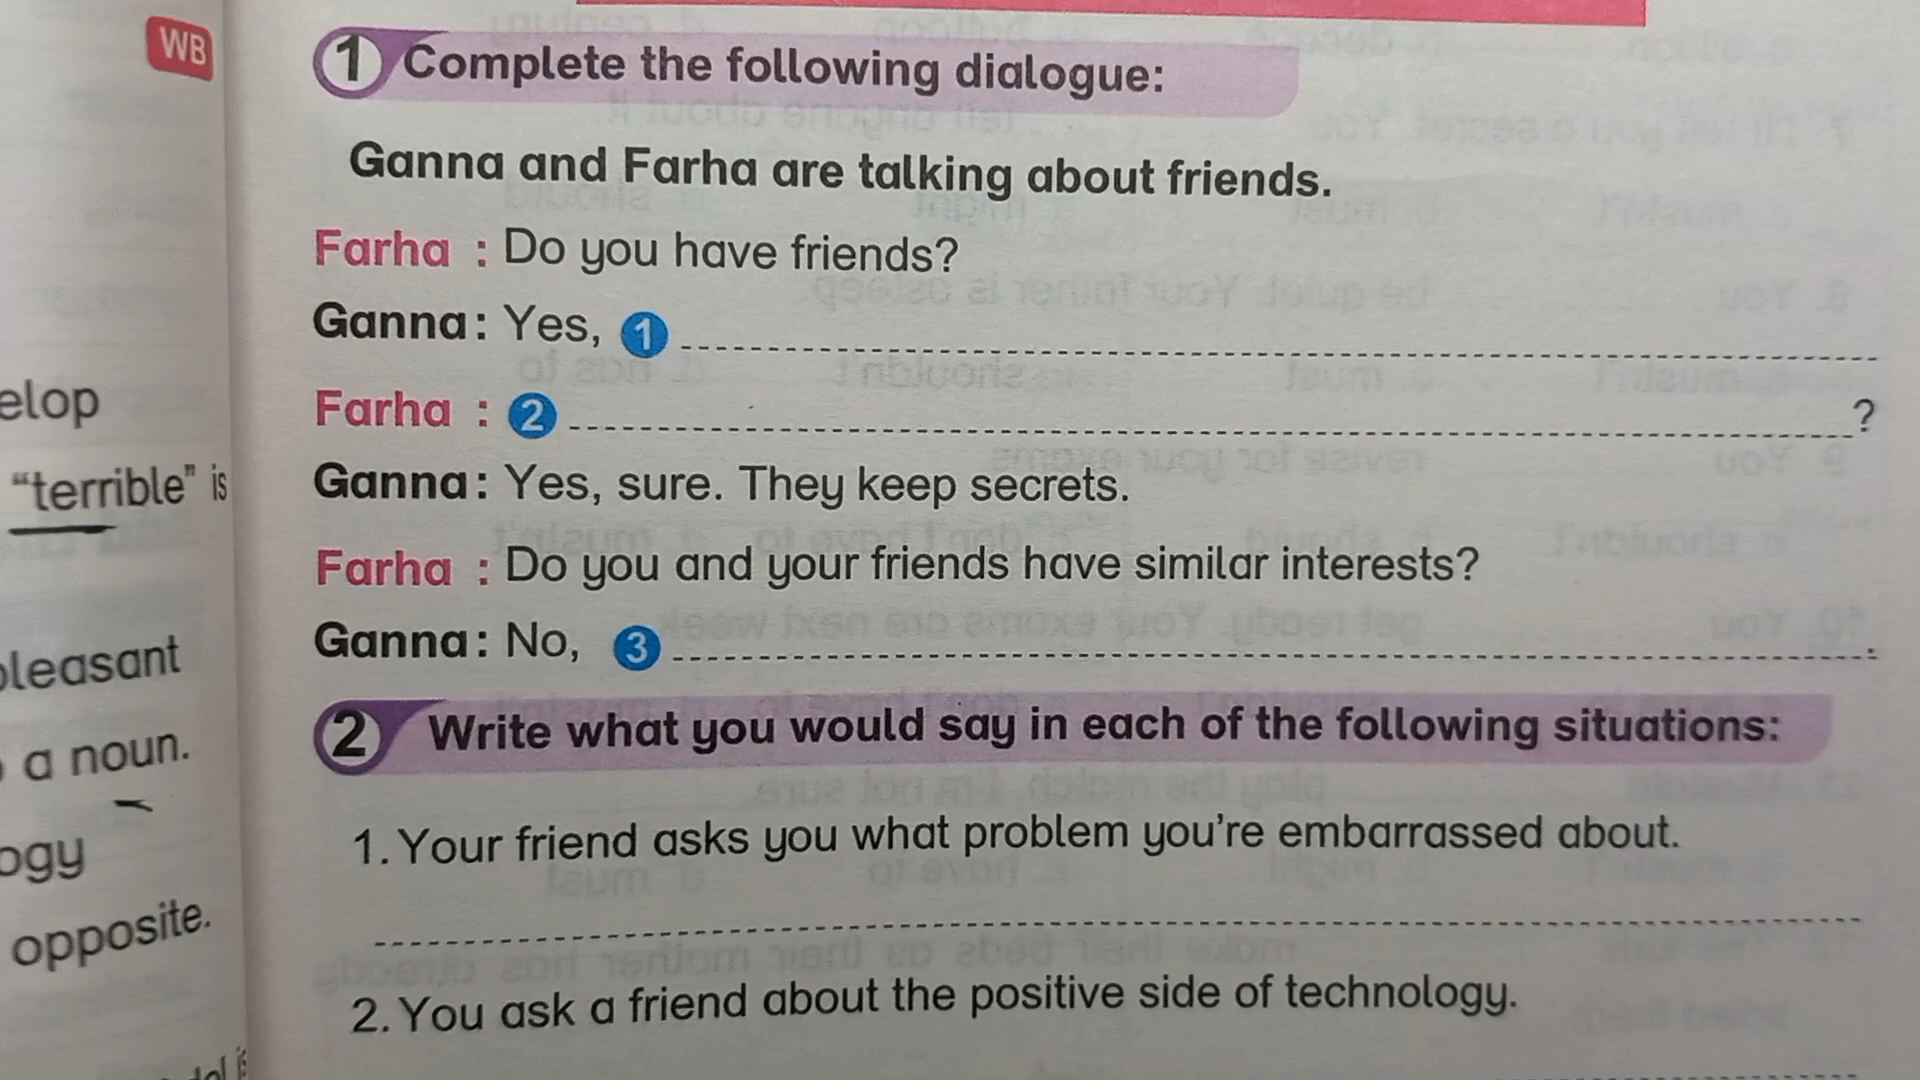 WB
1 Complete the following dialogue:
Ganna and Farha are talking about friends.
Farha : Do you have friends?
Ganna: Yes, 1
Farha : 2 ?
Ganna: Yes, sure. They keep secrets.
Farha : Do you and your friends have similar interests?
Ganna: No, 3 .
2 Write what you would say in each of the following situations:
1. Your friend asks you what problem you're embarrassed about.
2. You ask a friend about the positive side of technology.
elop
"terrible" is
pleasant
a noun.
ogy
opposite.